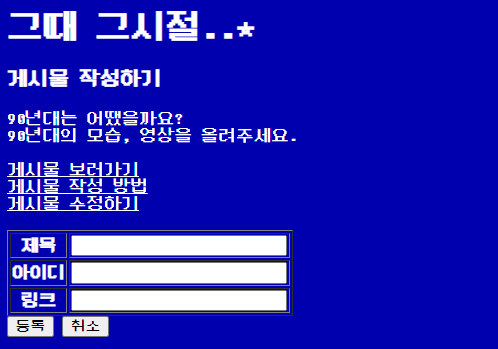 그때 그시절..*
게시물 작성하기
90년대는 어땠을까요?
90년대의 모습, 영상을 올려주세요.
게시물 보러가기
게시물 작성 방법
게시물 수정하기
제목
아이디
링크
등록 취소